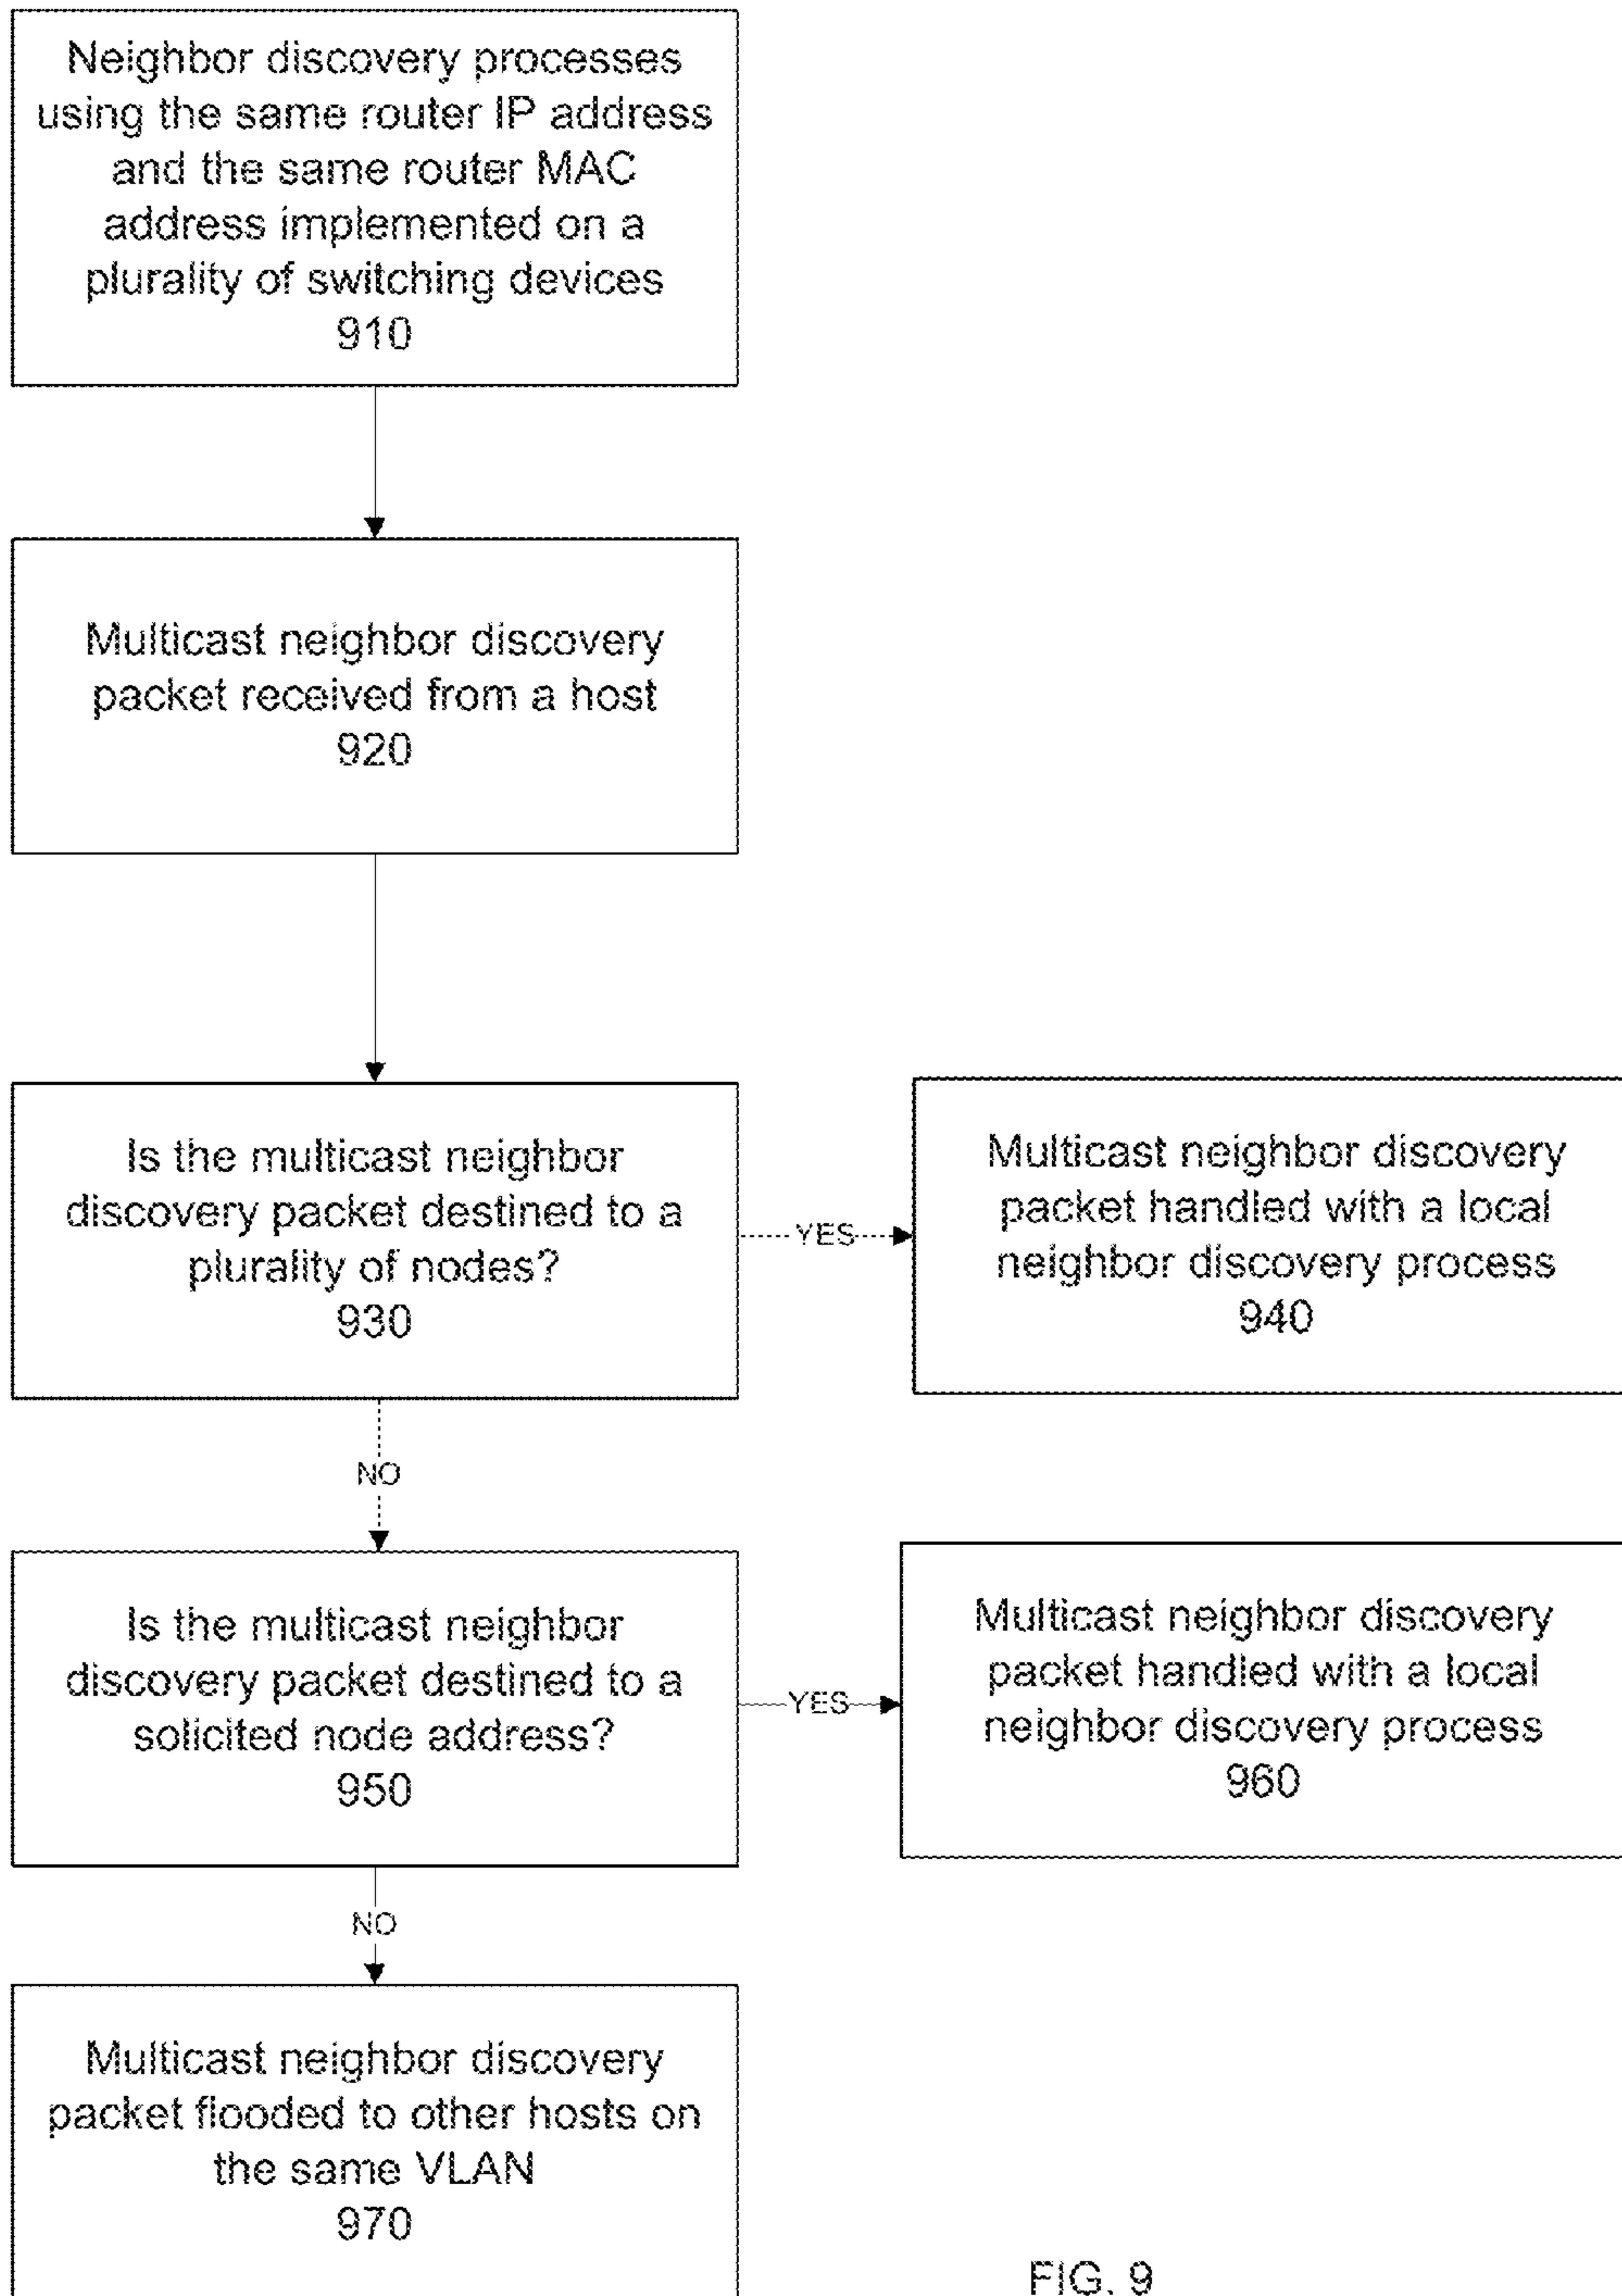 Neighbor discovery processes
using the same router IP address
and the same router MAC
address implemented on a
plurality of switching devices
910
Multicast neighbor discovery
packet received from a host
920
Is the multicast neighbor
discovery packet destined to a
plurality of nodes?
930
YES
Multicast neighbor discovery
packet handled with a local
neighbor discovery process
940
NO
Is the multicast neighbor
discovery packet destined to a
solicited node address?
950
YES
Multicast neighbor discovery
packet handled with a local
neighbor discovery process
960
NO
Multicast neighbor discovery
packet flooded to other hosts on
the same VLAN
970
FIG. 9